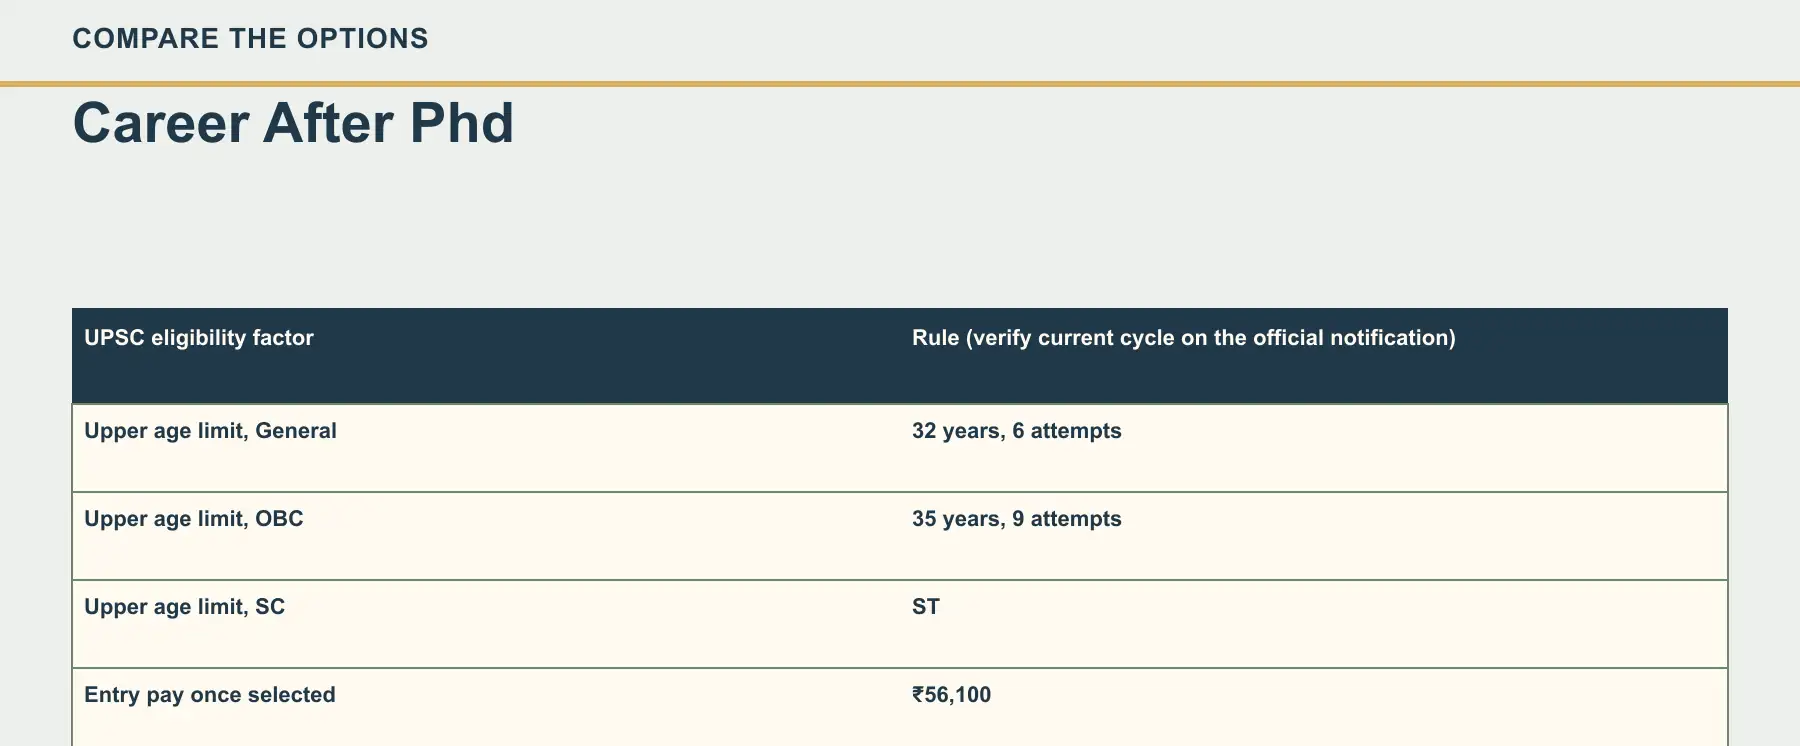 COMPARE THE OPTIONS
Career After Phd
UPSC eligibility factor Rule (verify current cycle on the official notification)
Upper age limit, General 32 years, 6 attempts
Upper age limit, OBC 35 years, 9 attempts
Upper age limit, SC ST
Entry pay once selected ₹56,100